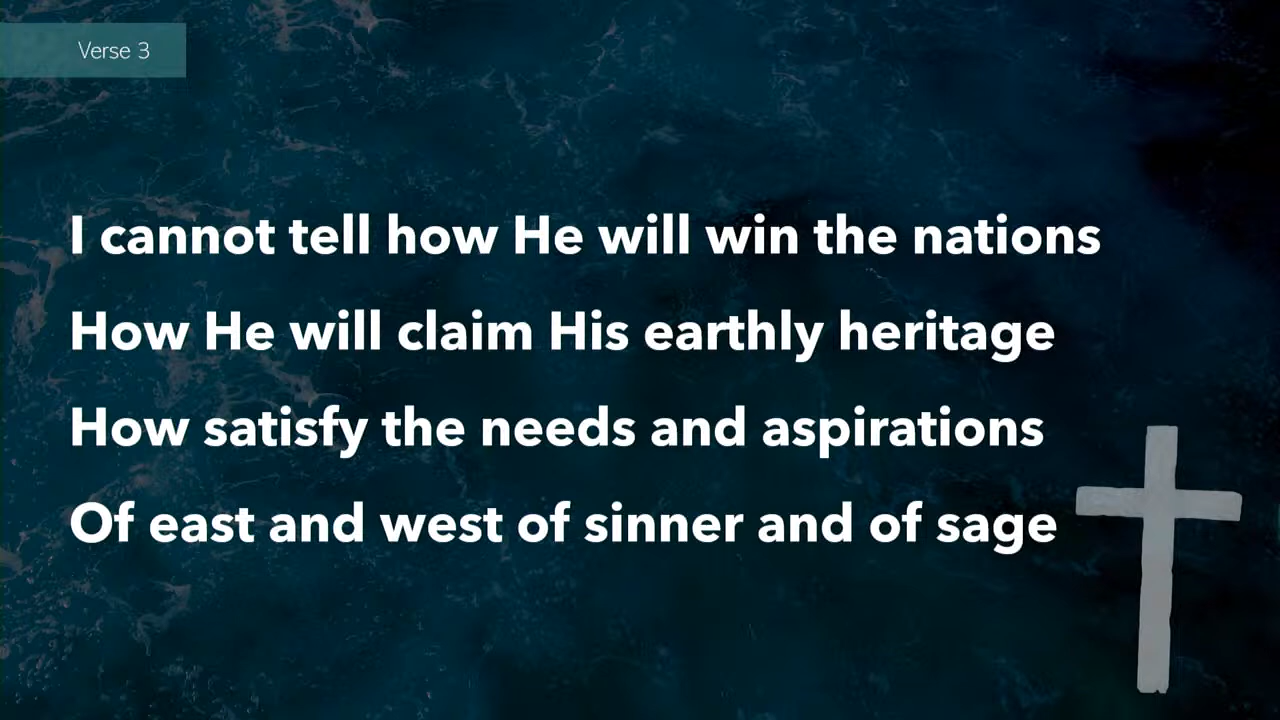 Verse 3
I cannot tell how He will win the nations
How He will claim His earthly heritage
How satisfy the needs and aspirations
Of east and west of sinner and of sage